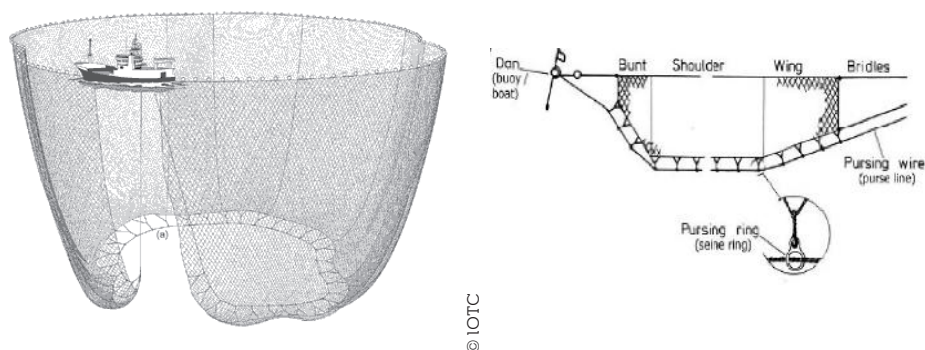 (a)
© IOTC
Dan
(buoy/
boat)
Bunt
Shoulder
Wing
Bridles
Pursing wire
(purse line)
Pursing ring
(seine ring)